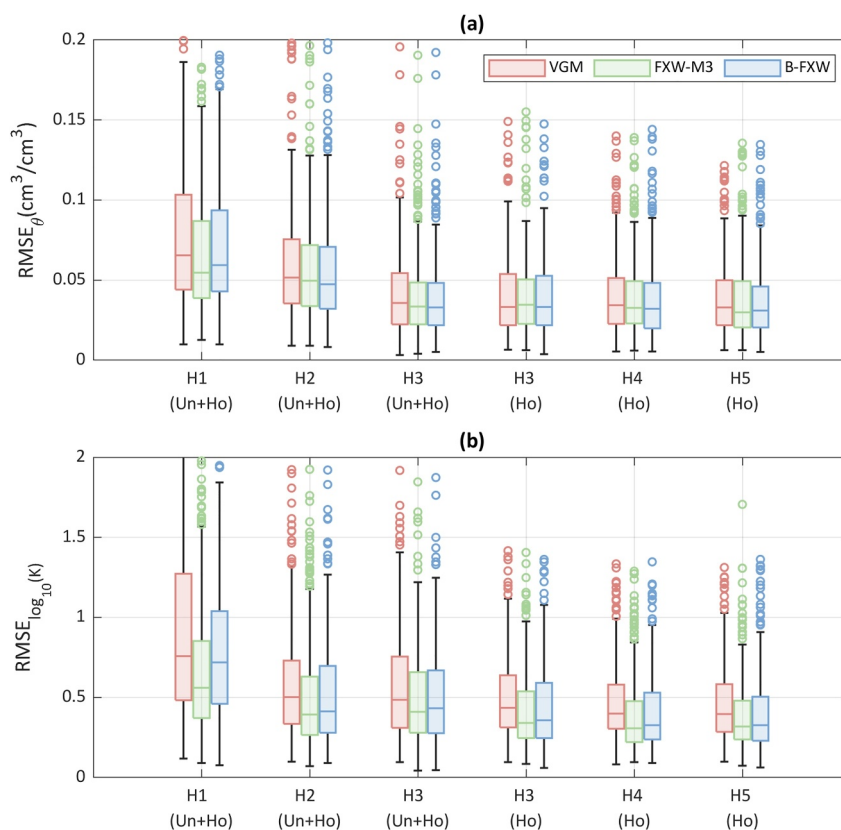 (a)
VGM FXW-M3 B-FXW
RMSE_θ(cm³/cm³)
0.2
0.15
0.1
0.05
0
H1 H2 H3 H3 H4 H5
(Un+Ho) (Un+Ho) (Un+Ho) (Ho) (Ho) (Ho)
(b)
RMSE_log₁₀(K)
2
1.5
1
0.5
0
H1 H2 H3 H3 H4 H5
(Un+Ho) (Un+Ho) (Un+Ho) (Ho) (Ho) (Ho)